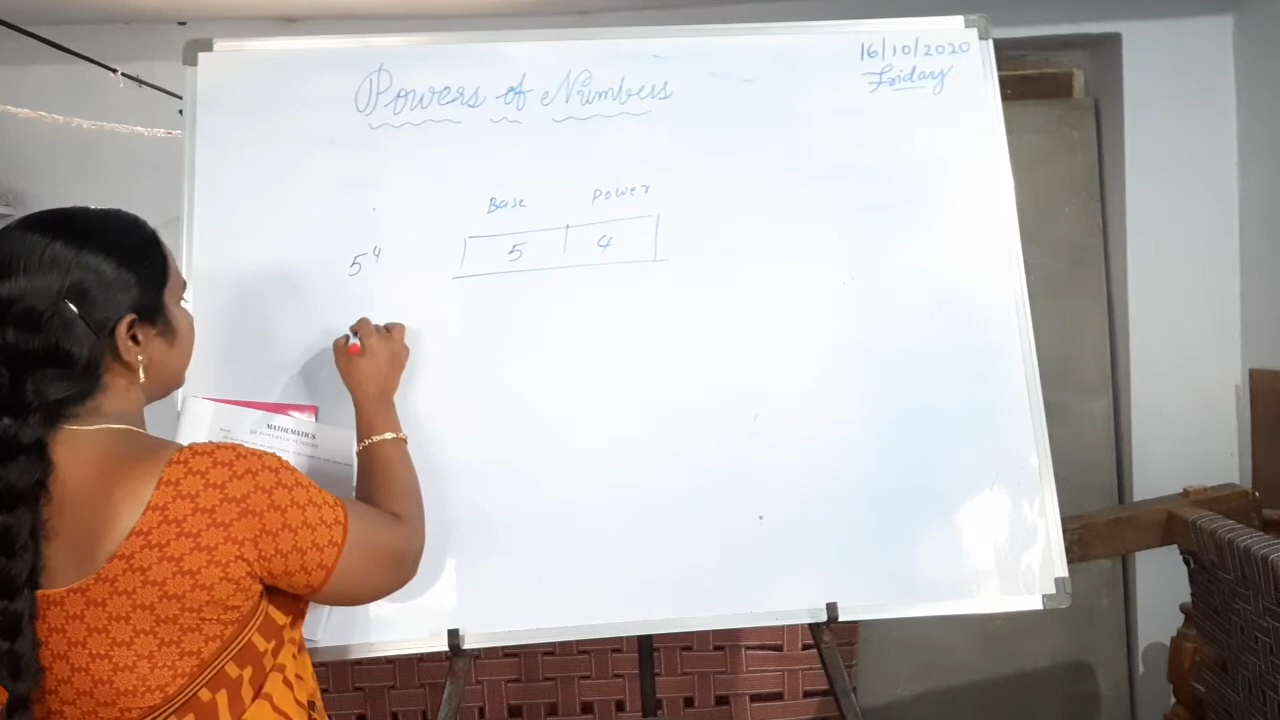 16/10/2020
Friday
Powers of Numbers
Base Power
5⁴ 5 4
MATHEMATICS
POWERS OF NUMBERS